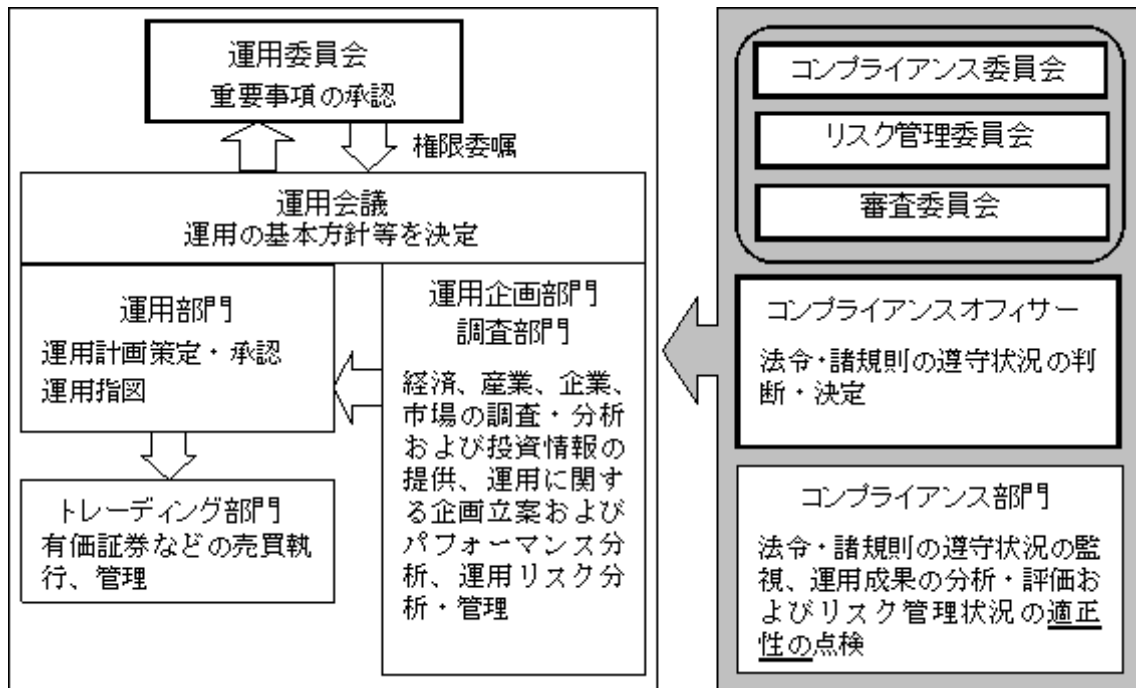 運用委員会
重要事項の承認
権限委嘱
運用会議
運用の基本方針等を決定
運用部門
運用計画策定・承認
運用指図
運用企画部門
調査部門
経済、産業、企業、
市場の調査・分析
および投資情報の
提供、運用に関す
る企画立案および
パフォーマンス分
析、運用リスク分
析・管理
トレーディング部門
有価証券などの売買執
行、管理
コンプライアンス委員会
リスク管理委員会
審査委員会
コンプライアンスオフィサー
法令・諸規則の遵守状況の判
断・決定
コンプライアンス部門
法令・諸規則の遵守状況の監
視、運用成果の分析・評価お
よびリスク管理状況の適正
性の点検